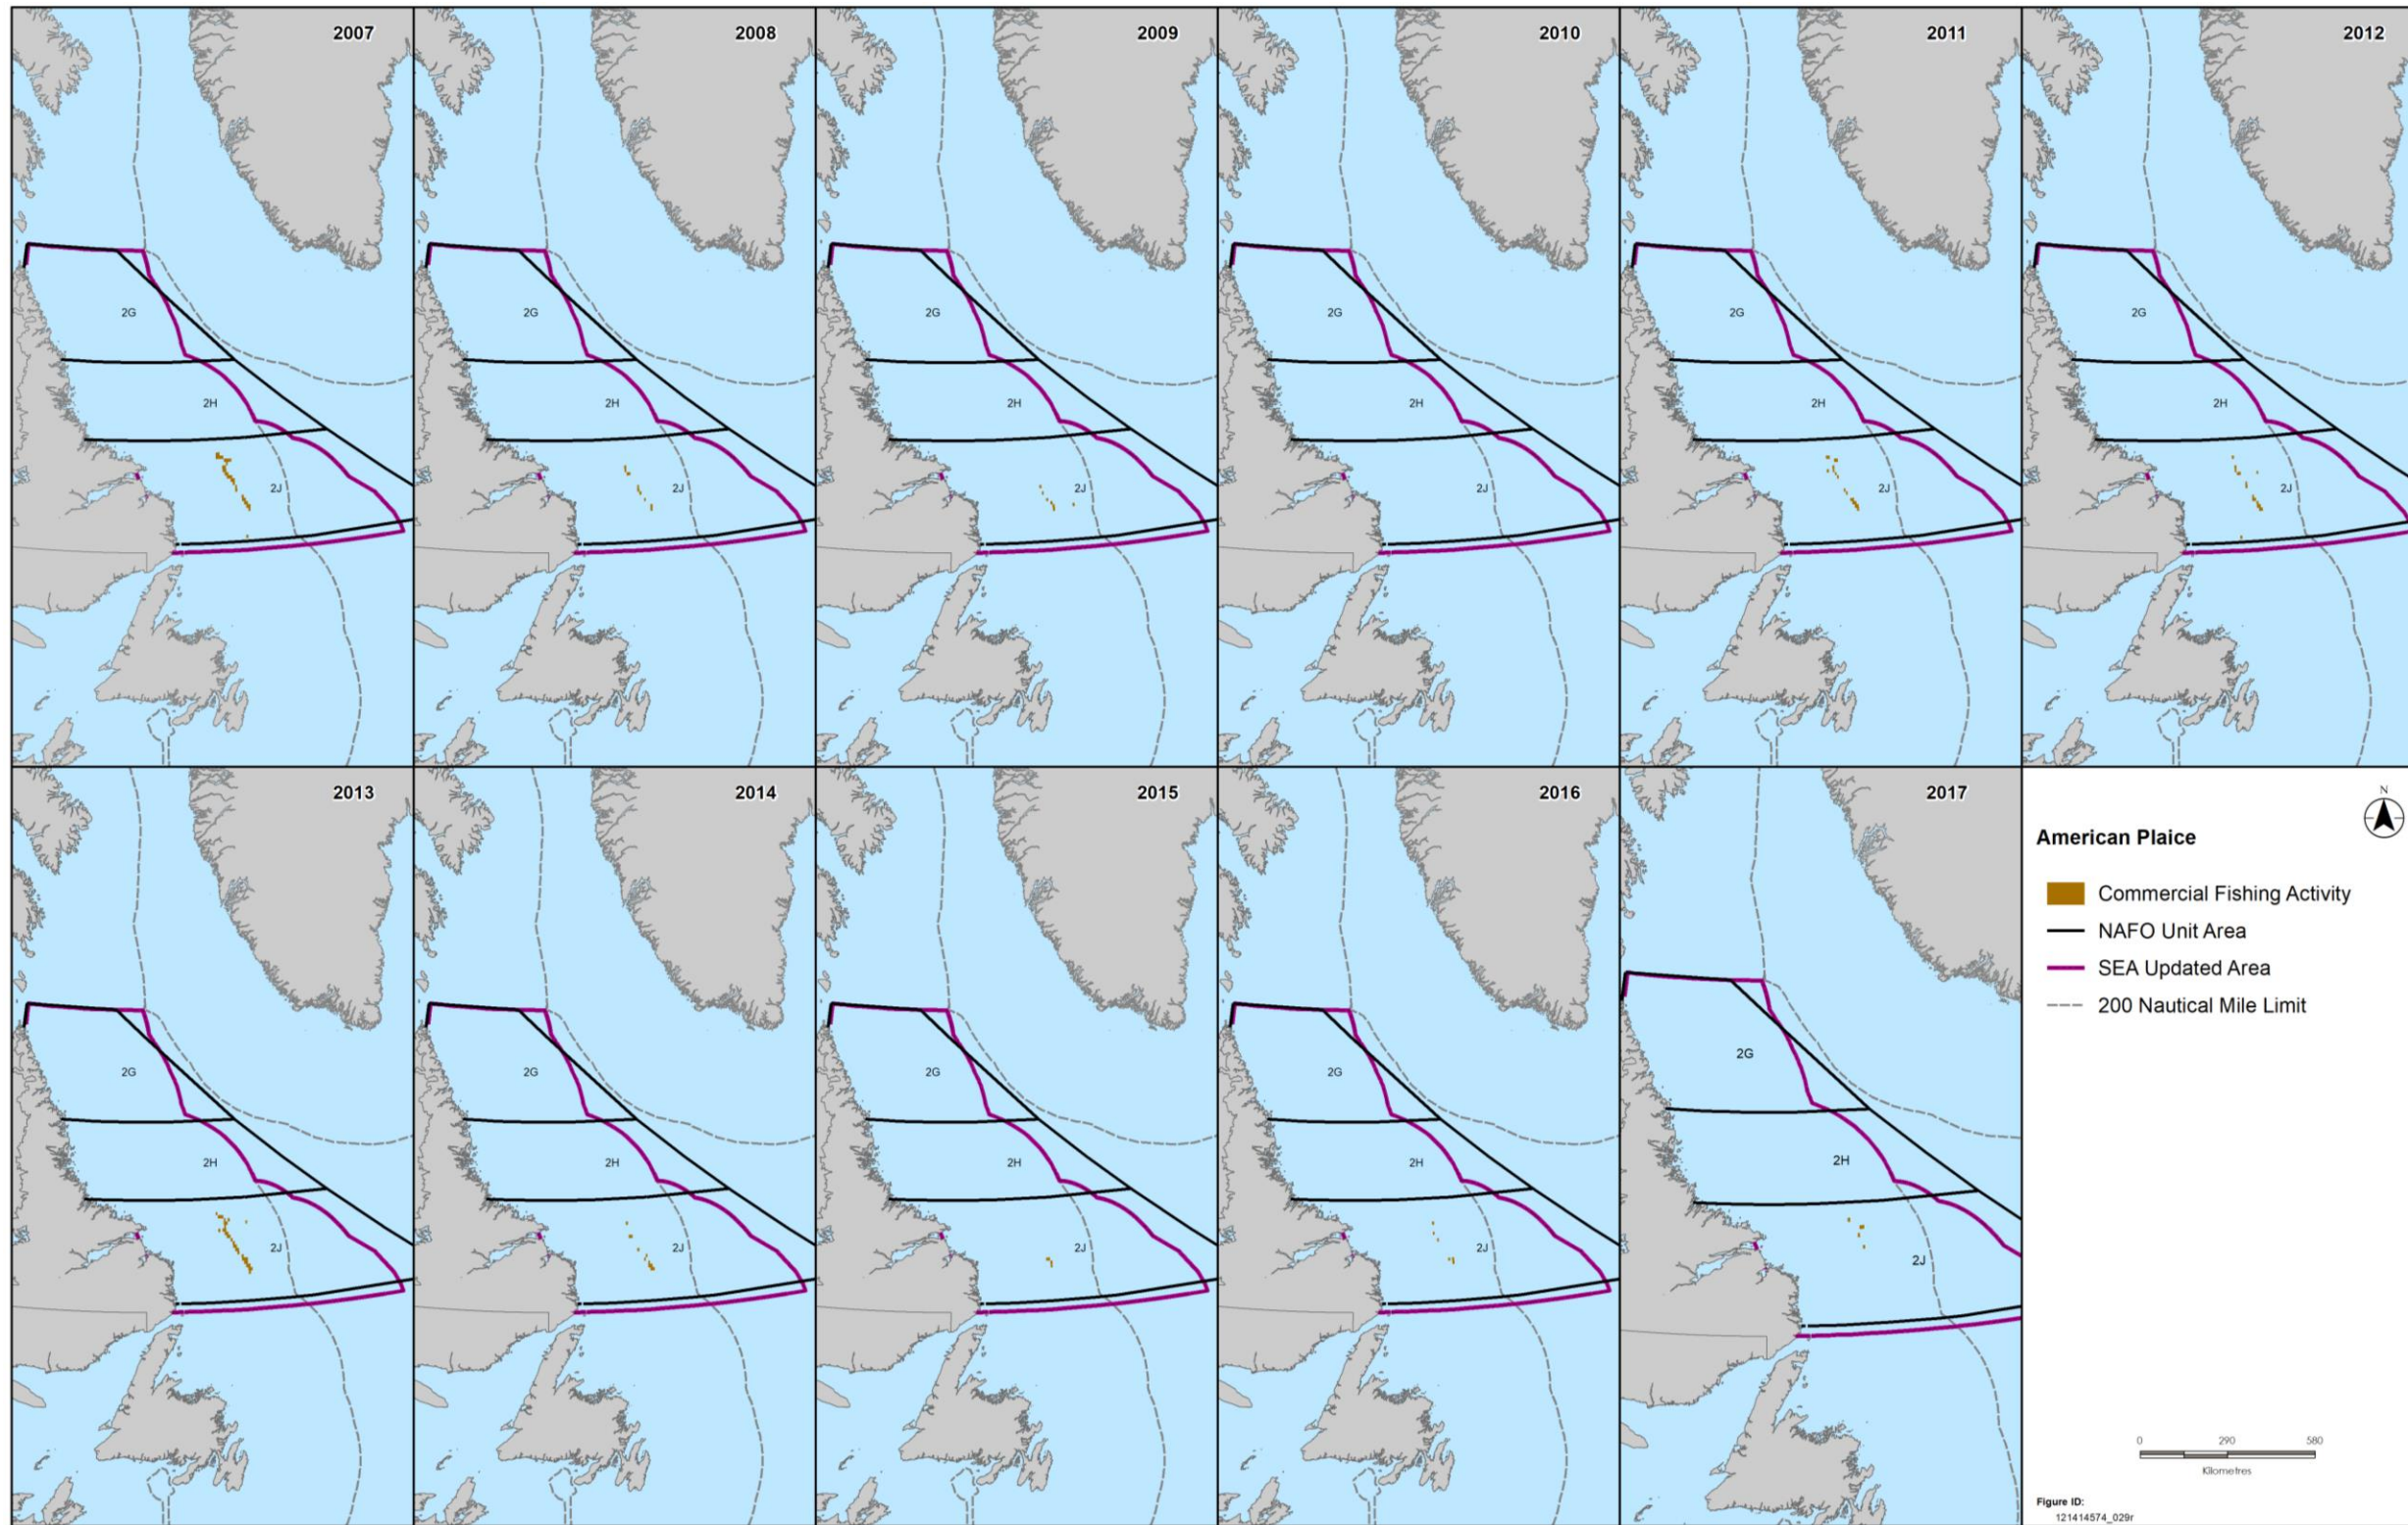 2007
2G
2H
2J
2008
2G
2H
2J
2009
2G
2H
2J
2010
2G
2H
2J
2011
2G
2H
2J
2012
2G
2H
2J
2013
2G
2H
2J
2014
2G
2H
2J
2015
2G
2H
2J
2016
2G
2H
2J
2017
2G
2H
2J
N
American Plaice
Commercial Fishing Activity
NAFO Unit Area
SEA Updated Area
200 Nautical Mile Limit
0 290 580
Kilometres
Figure ID:
121414574_029r